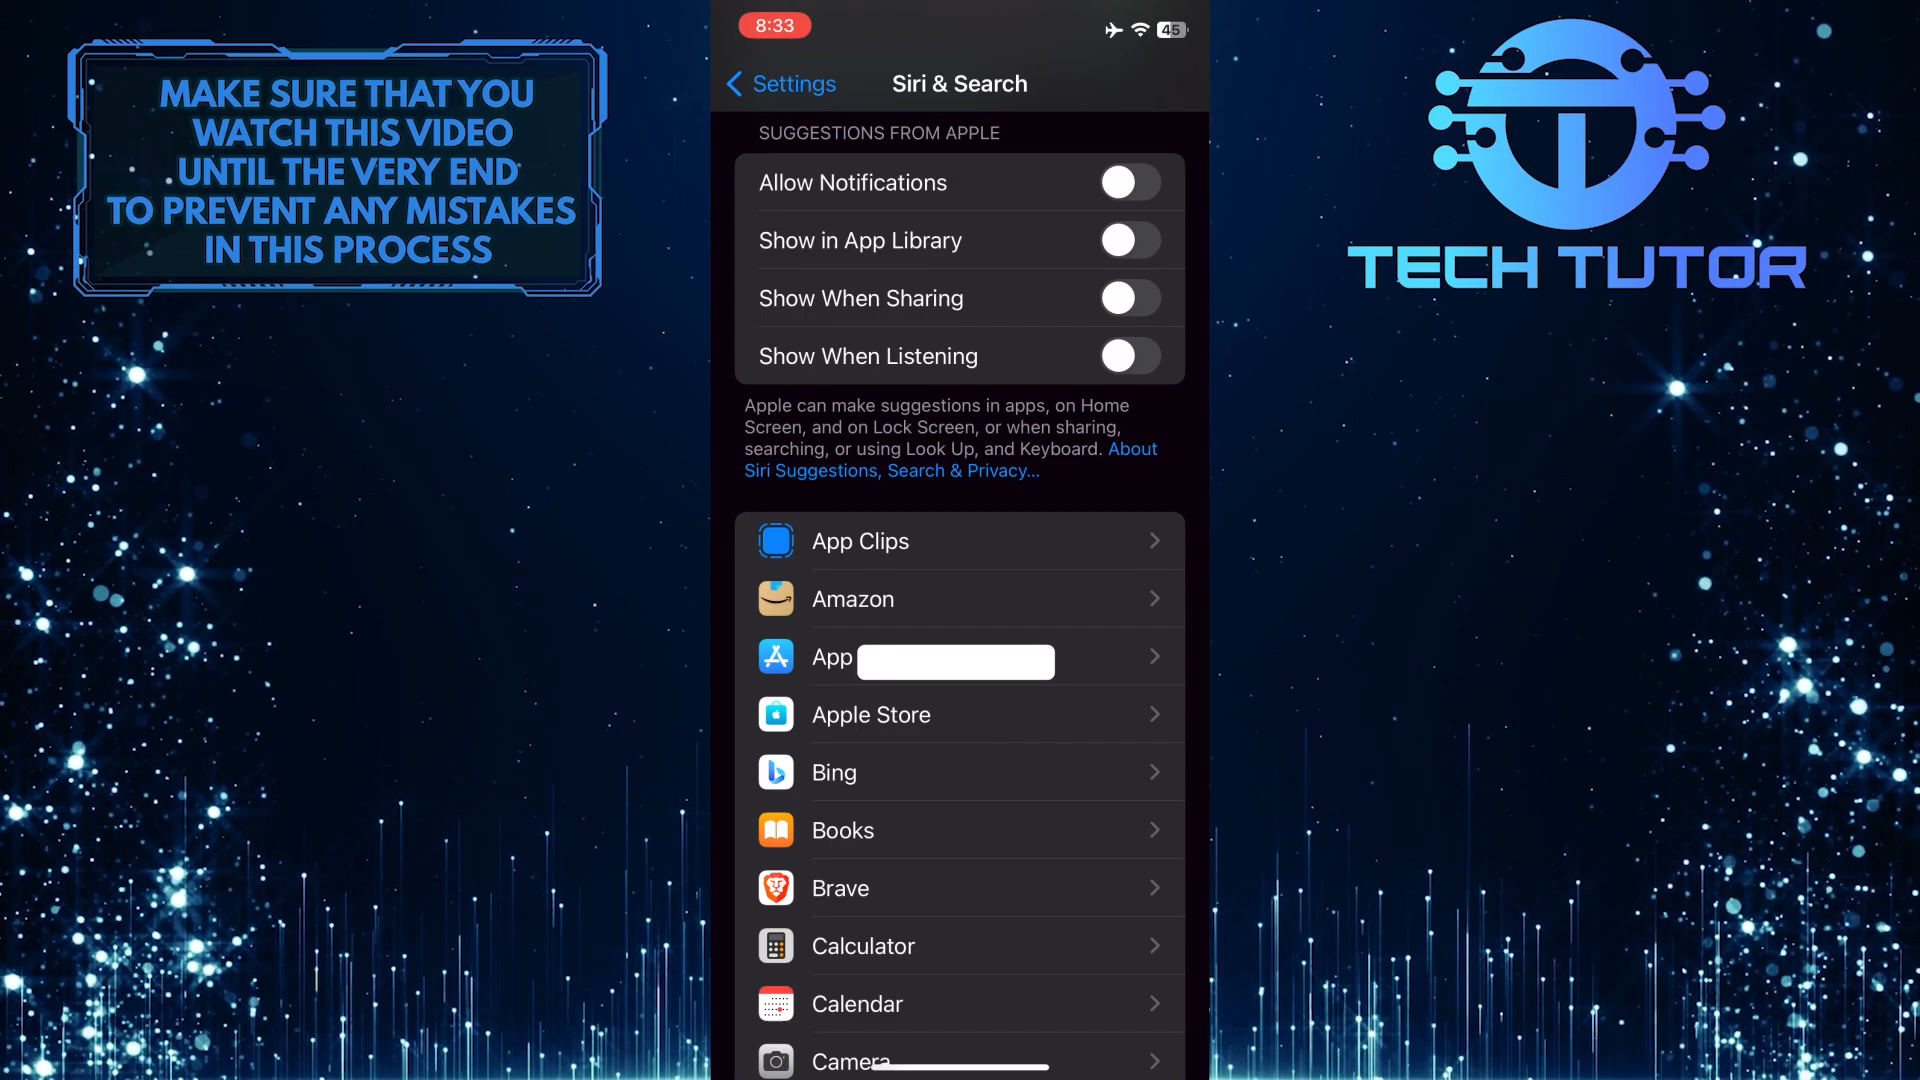 MAKE SURE THAT YOU
WATCH THIS VIDEO
UNTIL THE VERY END
TO PREVENT ANY MISTAKES
IN THIS PROCESS
8:33
45
Settings
Siri & Search
SUGGESTIONS FROM APPLE
Allow Notifications
Show in App Library
Show When Sharing
Show When Listening
Apple can make suggestions in apps, on Home
Screen, and on Lock Screen, or when sharing,
searching, or using Look Up, and Keyboard. About
Siri Suggestions, Search & Privacy...
App Clips
Amazon
App
Apple Store
Bing
Books
Brave
Calculator
Calendar
Camera
TECH TUTOR